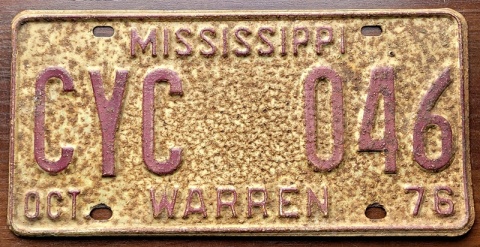 MISSISSIPPI
CYC 046
OCT WARREN 76